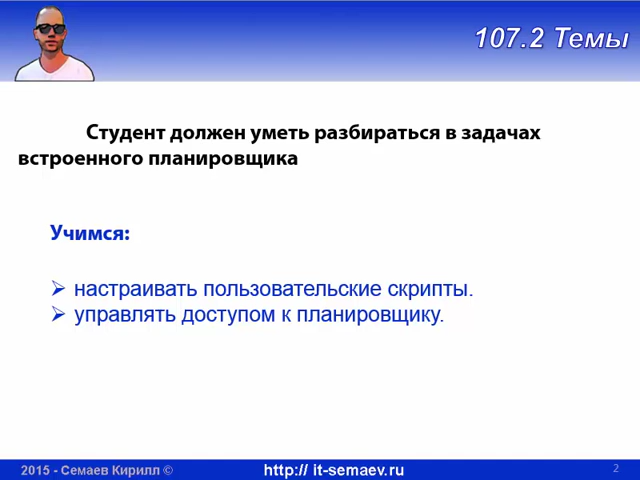 107.2 Темы
Студент должен уметь разбираться в задачах
встроенного планировщика
Учимся:
настраивать пользовательские скрипты.
управлять доступом к планировщику.
2015 - Семаев Кирилл ©
http:// it-semaev.ru
2